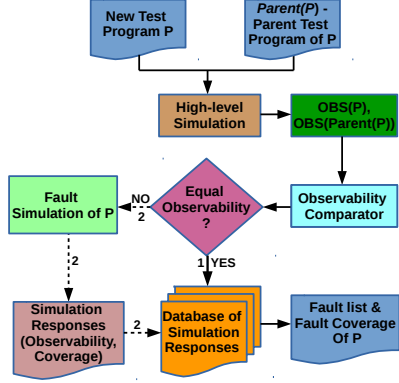 New Test
Program P
Parent(P) -
Parent Test
Program of P
High-level
Simulation
OBS(P),
OBS(Parent(P))
Fault
Simulation of P
NO
2
Equal
Observability
?
Observability
Comparator
2
1
YES
Simulation
Responses
(Observability,
Coverage)
2
Database of
Simulation
Responses
Fault list &
Fault Coverage
Of P